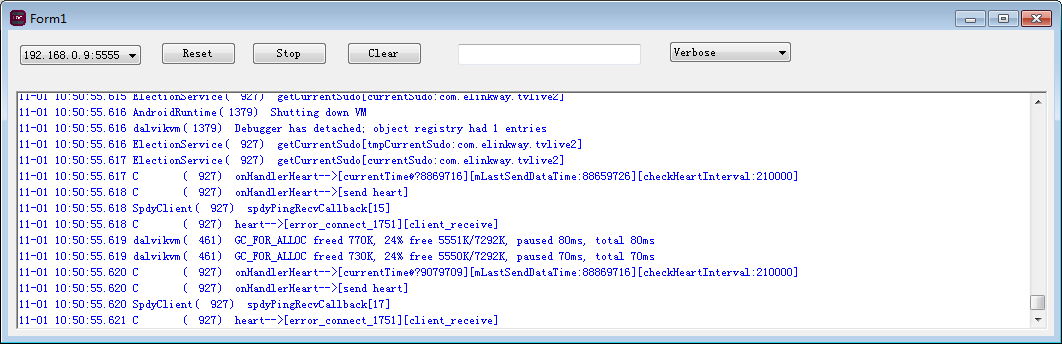 Form1
192.168.0.9:5555 Reset Stop Clear Verbose
11-01 10:50:55.615 ElectionService( 927) getCurrentSudo[currentSudo:com.elinkway.tvlive2]
11-01 10:50:55.616 AndroidRuntime( 1379) Shutting down VM
11-01 10:50:55.616 dalvikvm( 1379) Debugger has detached; object registry had 1 entries
11-01 10:50:55.616 ElectionService( 927) getCurrentSudo[tmpCurrentSudo:com.elinkway.tvlive2]
11-01 10:50:55.617 ElectionService( 927) getCurrentSudo[currentSudo:com.elinkway.tvlive2]
11-01 10:50:55.617 C ( 927) onHandlerHeart-->[currentTime#?8869716][mLastSendDataTime:88659726][checkHeartInterval:210000]
11-01 10:50:55.618 C ( 927) onHandlerHeart-->[send heart]
11-01 10:50:55.618 SpdyClient( 927) spdyPingRecvCallback[15]
11-01 10:50:55.618 C ( 927) heart-->[error_connect_1751][client_receive]
11-01 10:50:55.619 dalvikvm( 461) GC_FOR_ALLOC freed 770K, 24% free 5551K/7292K, paused 80ms, total 80ms
11-01 10:50:55.619 dalvikvm( 461) GC_FOR_ALLOC freed 730K, 24% free 5550K/7292K, paused 70ms, total 70ms
11-01 10:50:55.620 C ( 927) onHandlerHeart-->[currentTime#?9079709][mLastSendDataTime:88869716][checkHeartInterval:210000]
11-01 10:50:55.620 C ( 927) onHandlerHeart-->[send heart]
11-01 10:50:55.620 SpdyClient( 927) spdyPingRecvCallback[17]
11-01 10:50:55.621 C ( 927) heart-->[error_connect_1751][client_receive]